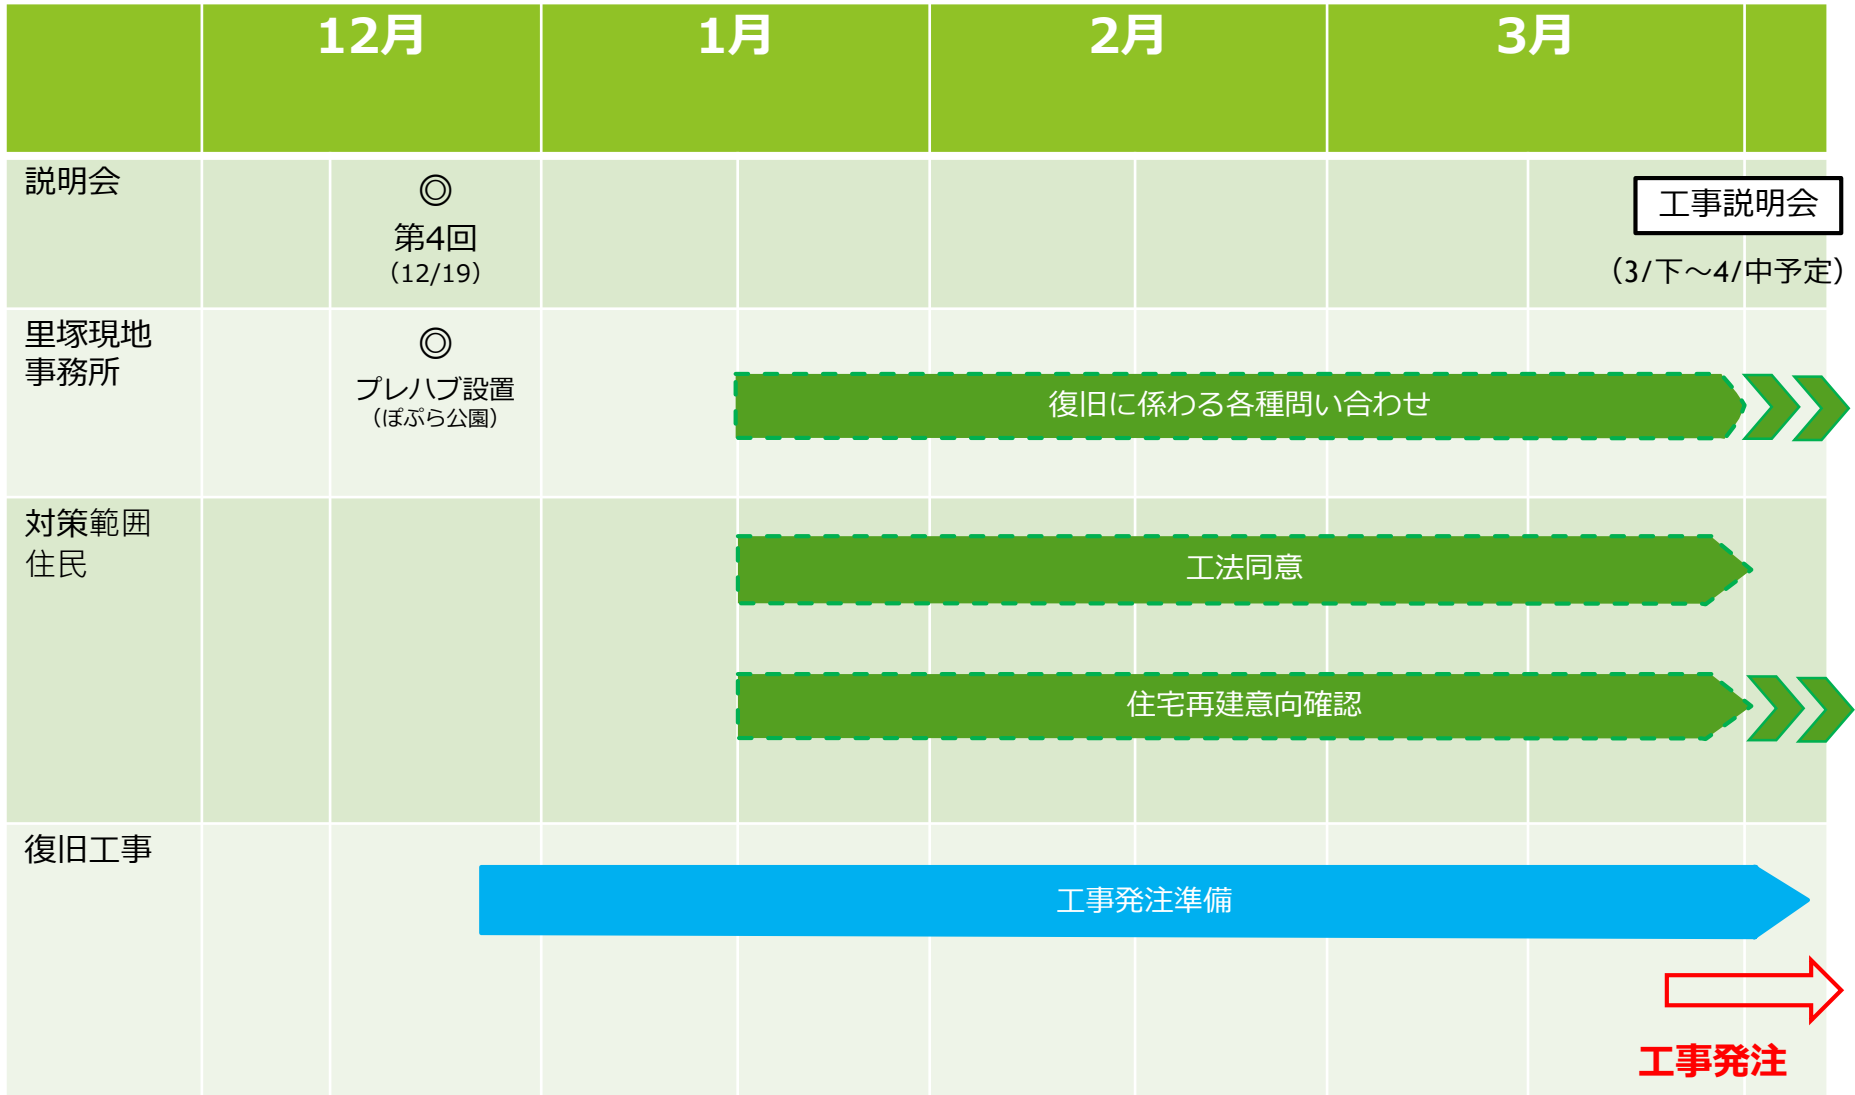 12月
1月
2月
3月
説明会
◎
第4回
（12/19）
工事説明会
（3/下～4/中予定）
里塚現地
事務所
◎
プレハブ設置
（ぽぷら公園）
復旧に係わる各種問い合わせ
対策範囲
住民
工法同意
住宅再建意向確認
復旧工事
工事発注準備
工事発注